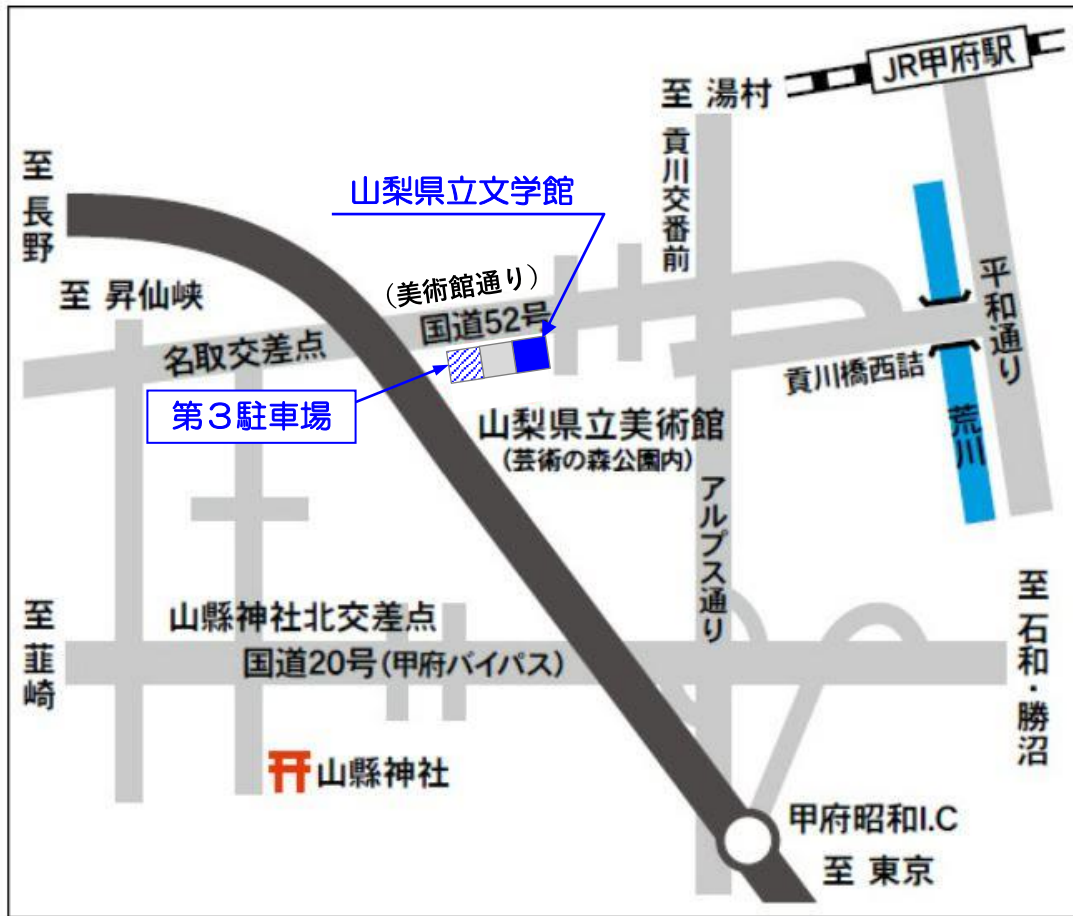 JR甲府駅
至 湯村
貢川交番前
至 長野
山梨県立文学館
至 昇仙峡
(美術館通り)
国道52号
名取交差点
平和通り
貢川橋西詰
第3駐車場
山梨県立美術館
(芸術の森公園内)
荒川
アルプス通り
至 石和・勝沼
至 韮崎
山縣神社北交差点
国道20号(甲府バイパス)
山縣神社
甲府昭和I.C
至 東京